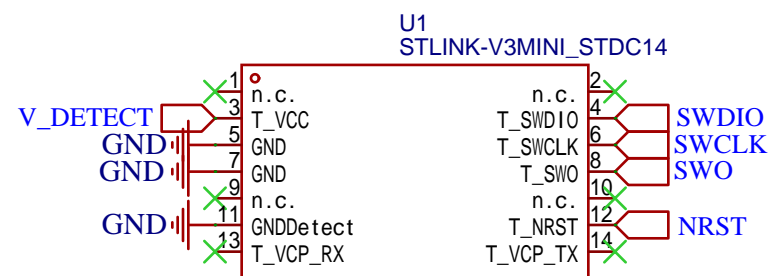 U1
STLINK-V3MINI_STDC14
1 n.c. n.c. 2
V_DETECT 3 T_VCC T_SWDIO 4 SWDIO
GND 5 GND T_SWCLK 6 SWCLK
GND 7 GND T_SWO 8 SWO
9 n.c. n.c. 10
GND 11 GNDDetect T_NRST 12 NRST
13 T_VCP_RX T_VCP_TX 14